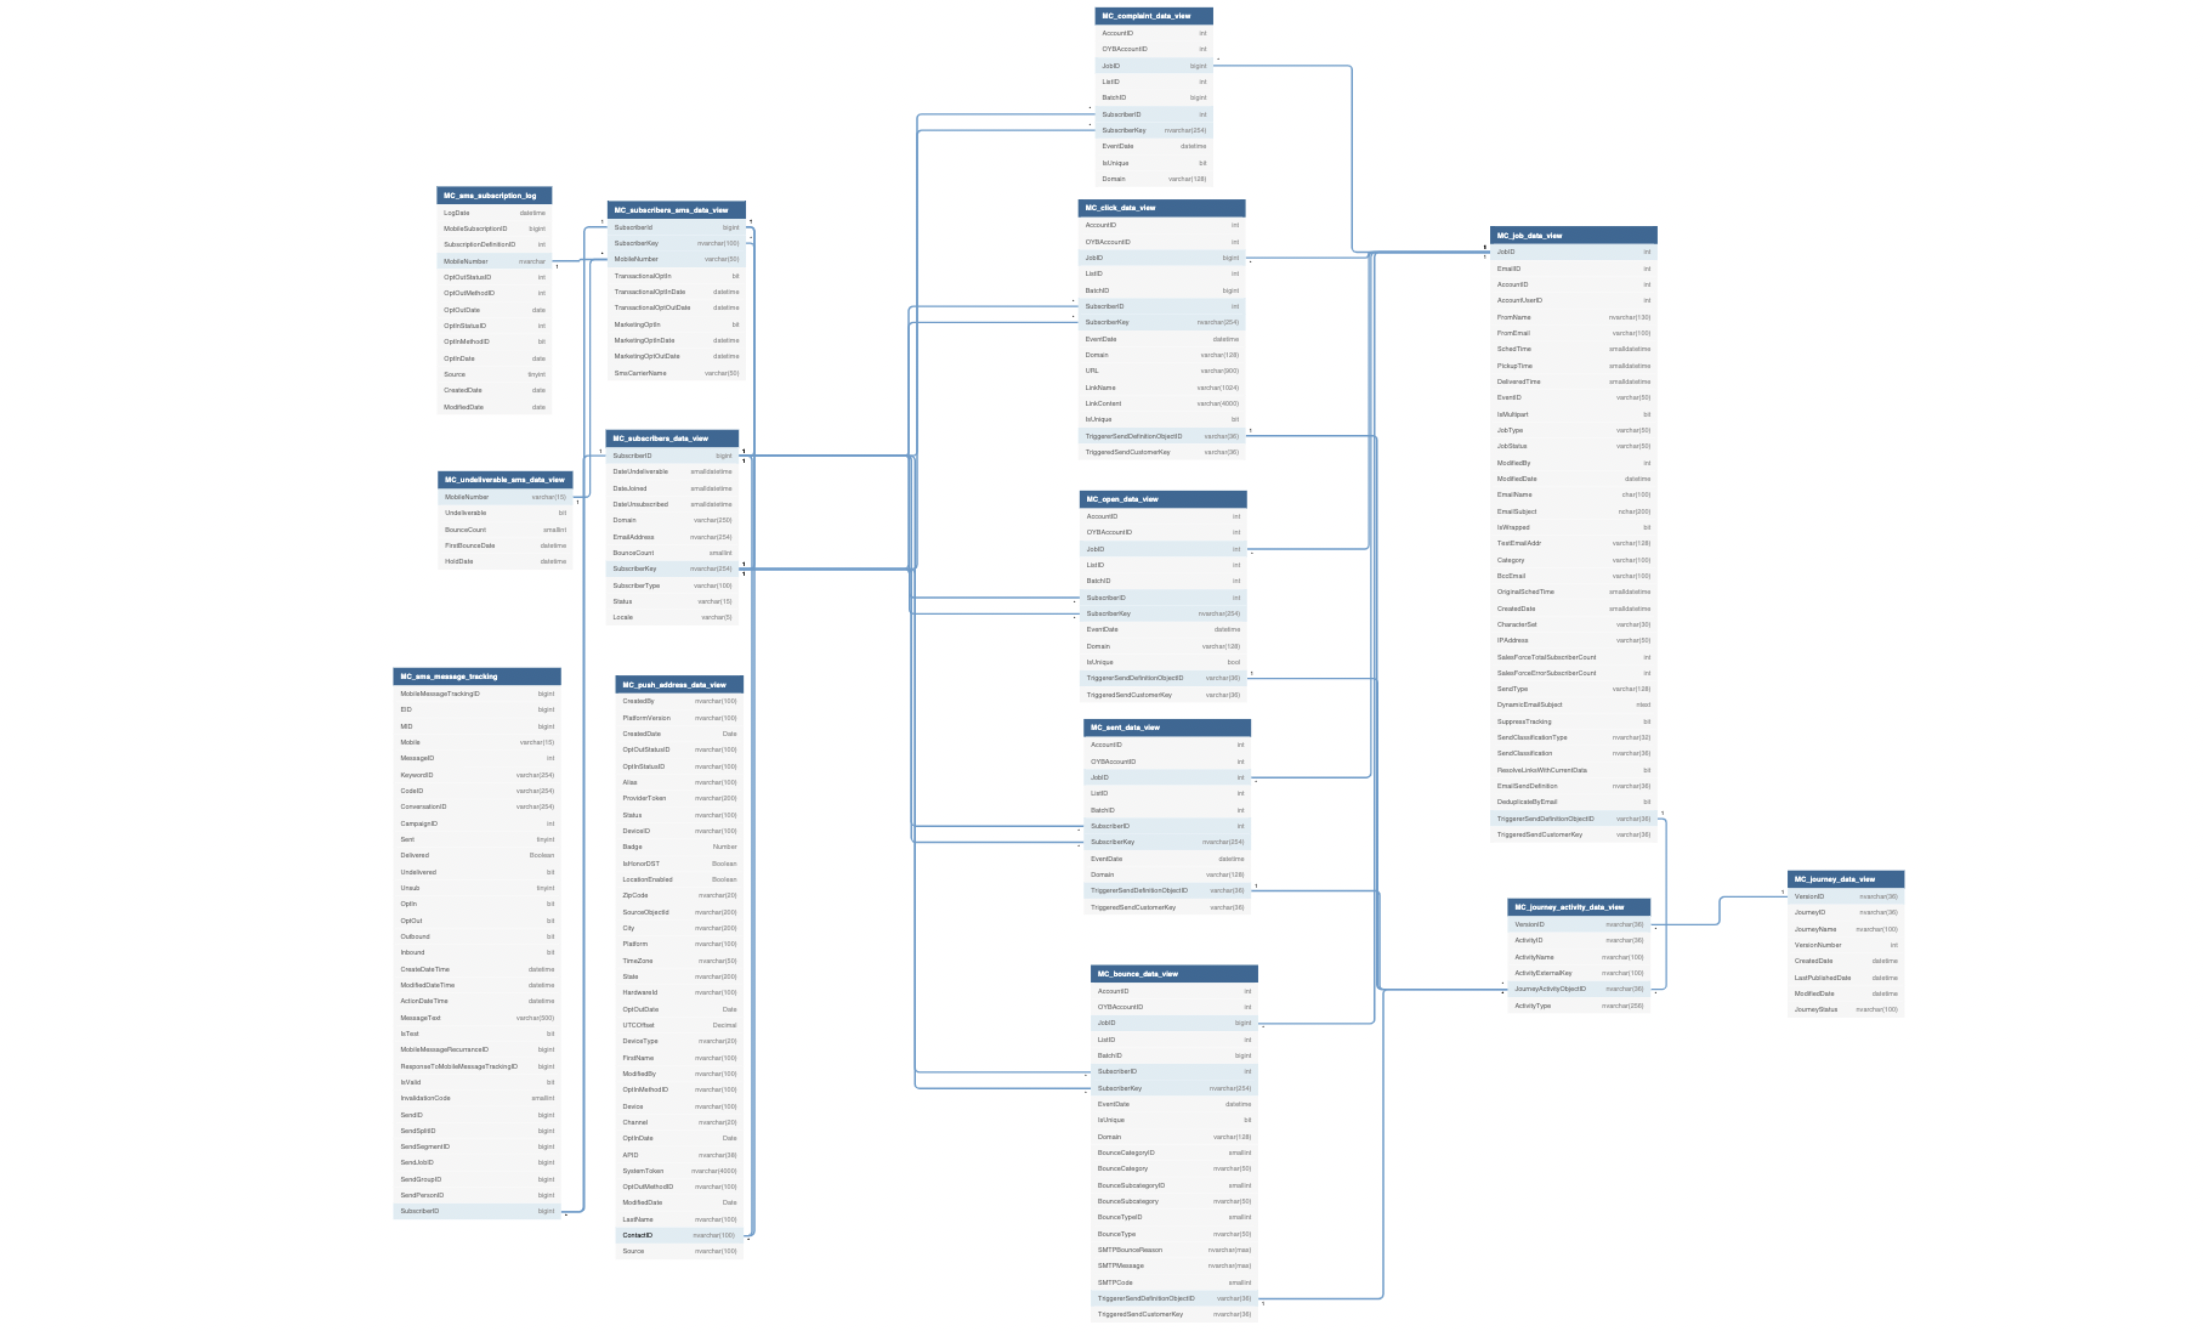 MC_complaint_data_view
AccountID int
OYBAccountID int
JobID bigint
ListID int
BatchID bigint
SubscriberID int
SubscriberKey nvarchar(254)
EventDate datetime
IsUnique bit
Domain varchar(128)
MC_sms_subscription_log
LogDate datetime
MobileSubscriptionID bigint
SubscriptionDefinitionID int
MobileNumber nvarchar
OptOutStatusID int
OptOutMethodID int
OptOutDate date
OptInStatusID int
OptInMethodID bit
OptInDate date
Source tinyint
CreatedDate date
ModifiedDate date
MC_subscribers_sms_data_view
SubscriberId bigint
SubscriberKey nvarchar(100)
MobileNumber varchar(50)
TransactionalOptIn bit
TransactionalOptInDate datetime
TransactionalOptOutDate datetime
MarketingOptIn bit
MarketingOptInDate datetime
MarketingOptOutDate datetime
SmsCarrierName varchar(50)
MC_click_data_view
AccountID int
OYBAccountID int
JobID bigint
ListID int
BatchID bigint
SubscriberID int
SubscriberKey nvarchar(254)
EventDate datetime
Domain varchar(128)
URL varchar(900)
LinkName varchar(1024)
LinkContent varchar(4000)
IsUnique bit
TriggererSendDefinitionObjectID varchar(36)
TriggeredSendCustomerKey varchar(36)
MC_job_data_view
JobID int
EmailID int
AccountID int
AccountUserID int
FromName nvarchar(130)
FromEmail varchar(100)
SchedTime smalldatetime
PickupTime smalldatetime
DeliveredTime smalldatetime
EventID varchar(50)
IsMultipart bit
JobType varchar(50)
JobStatus varchar(50)
ModifiedBy int
ModifiedDate datetime
EmailName char(100)
EmailSubject nchar(200)
IsWrapped bit
TestEmailAddr varchar(128)
Category varchar(100)
BccEmail varchar(100)
OriginalSchedTime smalldatetime
CreatedDate smalldatetime
CharacterSet varchar(30)
IPAddress varchar(50)
SalesForceTotalSubscriberCount int
SalesForceErrorSubscriberCount int
SendType varchar(128)
DynamicEmailSubject ntext
SuppressTracking bit
SendClassificationType nvarchar(32)
SendClassification nvarchar(36)
ResolveLinksWithCurrentData bit
EmailSendDefinition nvarchar(36)
DeduplicateByEmail bit
TriggererSendDefinitionObjectID varchar(36)
TriggeredSendCustomerKey varchar(36)
MC_subscribers_data_view
SubscriberID bigint
DateUndeliverable smalldatetime
DateJoined smalldatetime
DateUnsubscribed smalldatetime
Domain varchar(250)
EmailAddress nvarchar(254)
BounceCount smallint
SubscriberKey nvarchar(254)
SubscriberType varchar(100)
Status varchar(15)
Locale varchar(5)
MC_undeliverable_sms_data_view
MobileNumber varchar(15)
Undeliverable bit
BounceCount smallint
FirstBounceDate datetime
HoldDate datetime
MC_open_data_view
AccountID int
OYBAccountID int
JobID int
ListID int
BatchID int
SubscriberID int
SubscriberKey nvarchar(254)
EventDate datetime
Domain varchar(128)
IsUnique bool
TriggererSendDefinitionObjectID varchar(36)
TriggeredSendCustomerKey varchar(36)
MC_sms_message_tracking
MobileMessageTrackingID bigint
EID bigint
MID bigint
Mobile varchar(15)
MessageID int
KeywordID varchar(254)
CodeID varchar(254)
ConversationID varchar(254)
CampaignID int
Sent tinyint
Delivered Boolean
Undelivered bit
Unsub tinyint
OptIn bit
OptOut bit
Outbound bit
Inbound bit
CreateDateTime datetime
ModifiedDateTime datetime
ActionDateTime datetime
MessageText varchar(500)
IsTest bit
MobileMessageRecurranceID bigint
ResponseToMobileMessageTrackingID bigint
IsValid bit
InvalidationCode smallint
SendID bigint
SendSplitID bigint
SendSegmentID bigint
SendJobID bigint
SendGroupID bigint
SendPersonID bigint
SubscriberID bigint
MC_push_address_data_view
CreatedBy nvarchar(100)
PlatformVersion nvarchar(100)
CreatedDate Date
OptOutStatusID nvarchar(100)
OptInStatusID nvarchar(100)
Alias nvarchar(100)
ProviderToken nvarchar(200)
Status nvarchar(100)
DeviceID nvarchar(100)
Badge Number
IsHonorDST Boolean
LocationEnabled Boolean
ZipCode nvarchar(20)
SourceObjectId nvarchar(200)
City nvarchar(200)
Platform nvarchar(100)
TimeZone nvarchar(50)
State nvarchar(200)
HardwareId nvarchar(100)
OptOutDate Date
UTCOffset Decimal
DeviceType nvarchar(20)
FirstName nvarchar(100)
ModifiedBy nvarchar(100)
OptInMethodID nvarchar(100)
Device nvarchar(100)
Channel nvarchar(20)
OptInDate Date
APID nvarchar(38)
SystemToken nvarchar(4000)
OptOutMethodID nvarchar(100)
ModifiedDate Date
LastName nvarchar(100)
ContactID nvarchar(100)
Source nvarchar(100)
MC_sent_data_view
AccountID int
OYBAccountID int
JobID int
ListID int
BatchID int
SubscriberID int
SubscriberKey nvarchar(254)
EventDate datetime
Domain varchar(128)
TriggererSendDefinitionObjectID varchar(36)
TriggeredSendCustomerKey varchar(36)
MC_journey_activity_data_view
VersionID nvarchar(36)
ActivityID nvarchar(36)
ActivityName nvarchar(100)
ActivityExternalKey nvarchar(100)
JourneyActivityObjectID nvarchar(36)
ActivityType nvarchar(256)
MC_journey_data_view
VersionID nvarchar(36)
JourneyID nvarchar(36)
JourneyName nvarchar(100)
VersionNumber int
CreatedDate datetime
LastPublishedDate datetime
ModifiedDate datetime
JourneyStatus nvarchar(100)
MC_bounce_data_view
AccountID int
OYBAccountID int
JobID bigint
ListID int
BatchID bigint
SubscriberID int
SubscriberKey nvarchar(254)
EventDate datetime
IsUnique bit
Domain varchar(128)
BounceCategoryID smallint
BounceCategory nvarchar(50)
BounceSubcategoryID smallint
BounceSubcategory nvarchar(50)
BounceTypeID smallint
BounceType nvarchar(50)
SMTPBounceReason nvarchar(max)
SMTPMessage nvarchar(max)
SMTPCode smallint
TriggererSendDefinitionObjectID varchar(36)
TriggeredSendCustomerKey nvarchar(36)